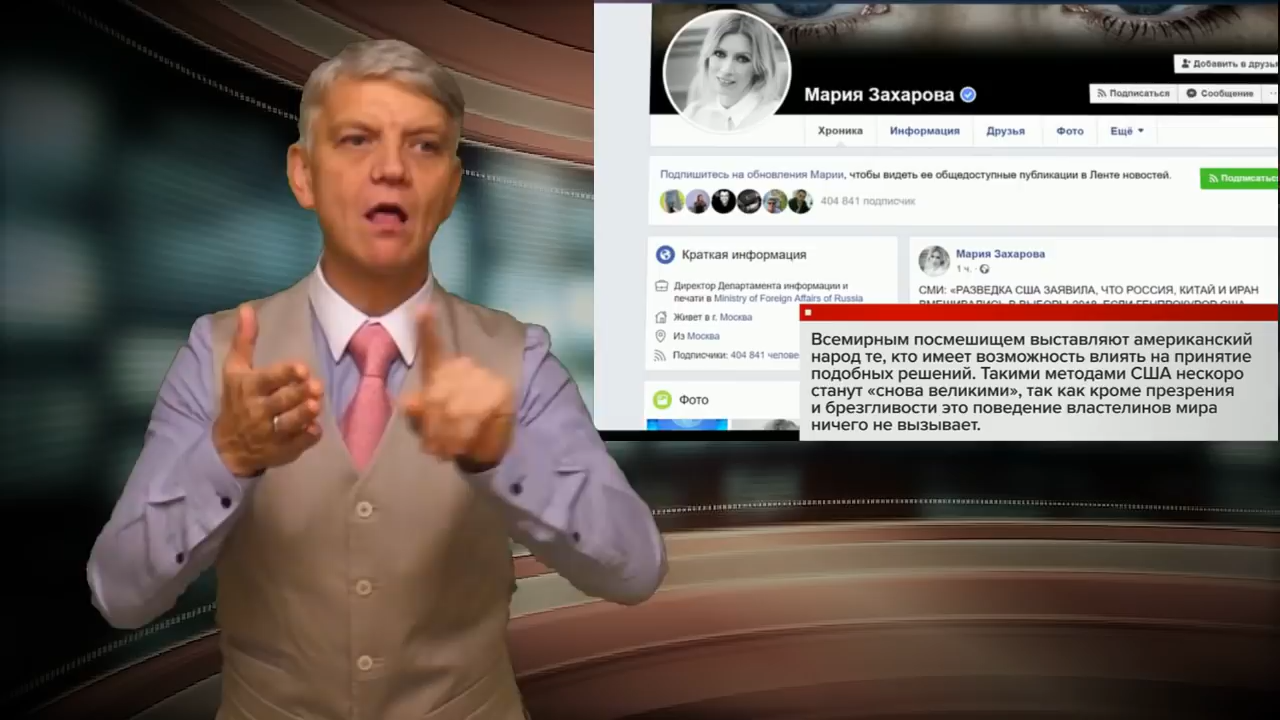 Добавить в друзь
Мария Захарова
Подписаться
Сообщение
Хроника Информация Друзья Фото Ещё
Подпишитесь на обновления Марии, чтобы видеть ее общедоступные публикации в Ленте новостей.
Подписатьс
404 841 подписчик
Краткая информация
Директор Департамента информации и
печати в Ministry of Foreign Affairs of Russia
Живет в г. Москва
Из Москва
Подписчики: 404 841 челове
Фото
Мария Захарова
1 ч.
СМИ: «РАЗВЕДКА США ЗАЯВИЛА, ЧТО РОССИЯ, КИТАЙ И ИРАН
Всемирным посмешищем выставляют американский
народ те, кто имеет возможность влиять на принятие
подобных решений. Такими методами США нескоро
станут «снова великими», так как кроме презрения
и брезгливости это поведение властелинов мира
ничего не вызывает.